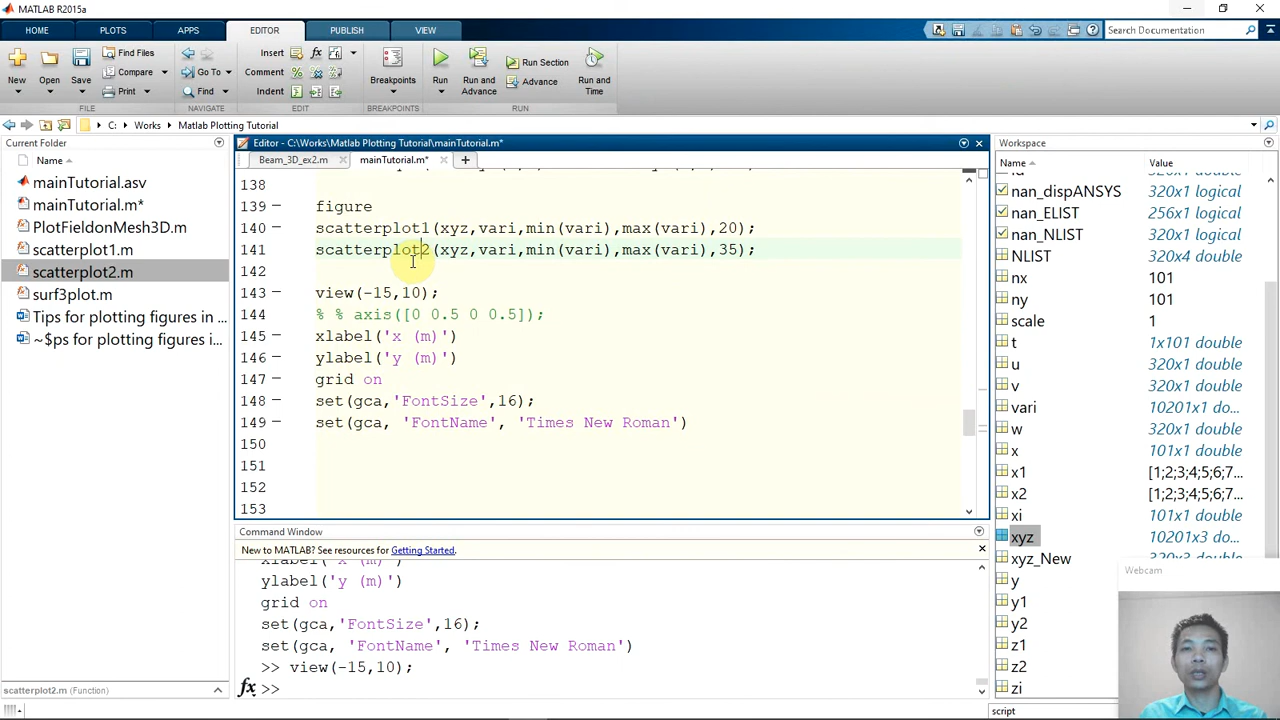 MATLAB R2015a
HOME PLOTS APPS EDITOR PUBLISH VIEW
Search Documentation
New Open Save Find Files Compare Print
Go To Find
Insert Comment Indent
Breakpoints
Run Run and Advance Run Section Advance Run and Time
FILE NAVIGATE EDIT BREAKPOINTS RUN
C: Works Matlab Plotting Tutorial
Current Folder
Name
mainTutorial.asv
mainTutorial.m*
PlotFieldonMesh3D.m
scatterplot1.m
scatterplot2.m
surf3plot.m
Tips for plotting figures in ...
~$ps for plotting figures i...
scatterplot2.m (Function)
Editor - C:\Works\Matlab Plotting Tutorial\mainTutorial.m*
Beam_3D_ex2.m mainTutorial.m*
138
139 figure
140 scatterplot1(xyz,vari,min(vari),max(vari),20);
141 scatterplot2(xyz,vari,min(vari),max(vari),35);
142
143 view(-15,10);
144 % % axis([0 0.5 0 0.5]);
145 xlabel('x (m)')
146 ylabel('y (m)')
147 grid on
148 set(gca,'FontSize',16);
149 set(gca, 'FontName', 'Times New Roman')
150
151
152
153
Command Window
New to MATLAB? See resources for Getting Started.
xlabel('x (m)')
ylabel('y (m)')
grid on
set(gca,'FontSize',16);
set(gca, 'FontName', 'Times New Roman')
>> view(-15,10);
fx >>
Workspace
Name Value
nan_dispANSYS 320x1 logical
nan_ELIST 256x1 logical
nan_NLIST 320x1 logical
NLIST 320x4 double
nx 101
ny 101
scale 1
t 1x101 double
u 320x1 double
v 320x1 double
vari 10201x1 do...
w 320x1 double
x 101x1 double
x1 [1;2;3;4;5;6;7...
x2 [1;2;3;4;5;6;7...
xi 101x1 double
xyz 10201x3 do...
xyz_New 320x3 double
y
y1
y2
z1
z2
zi
Webcam
script